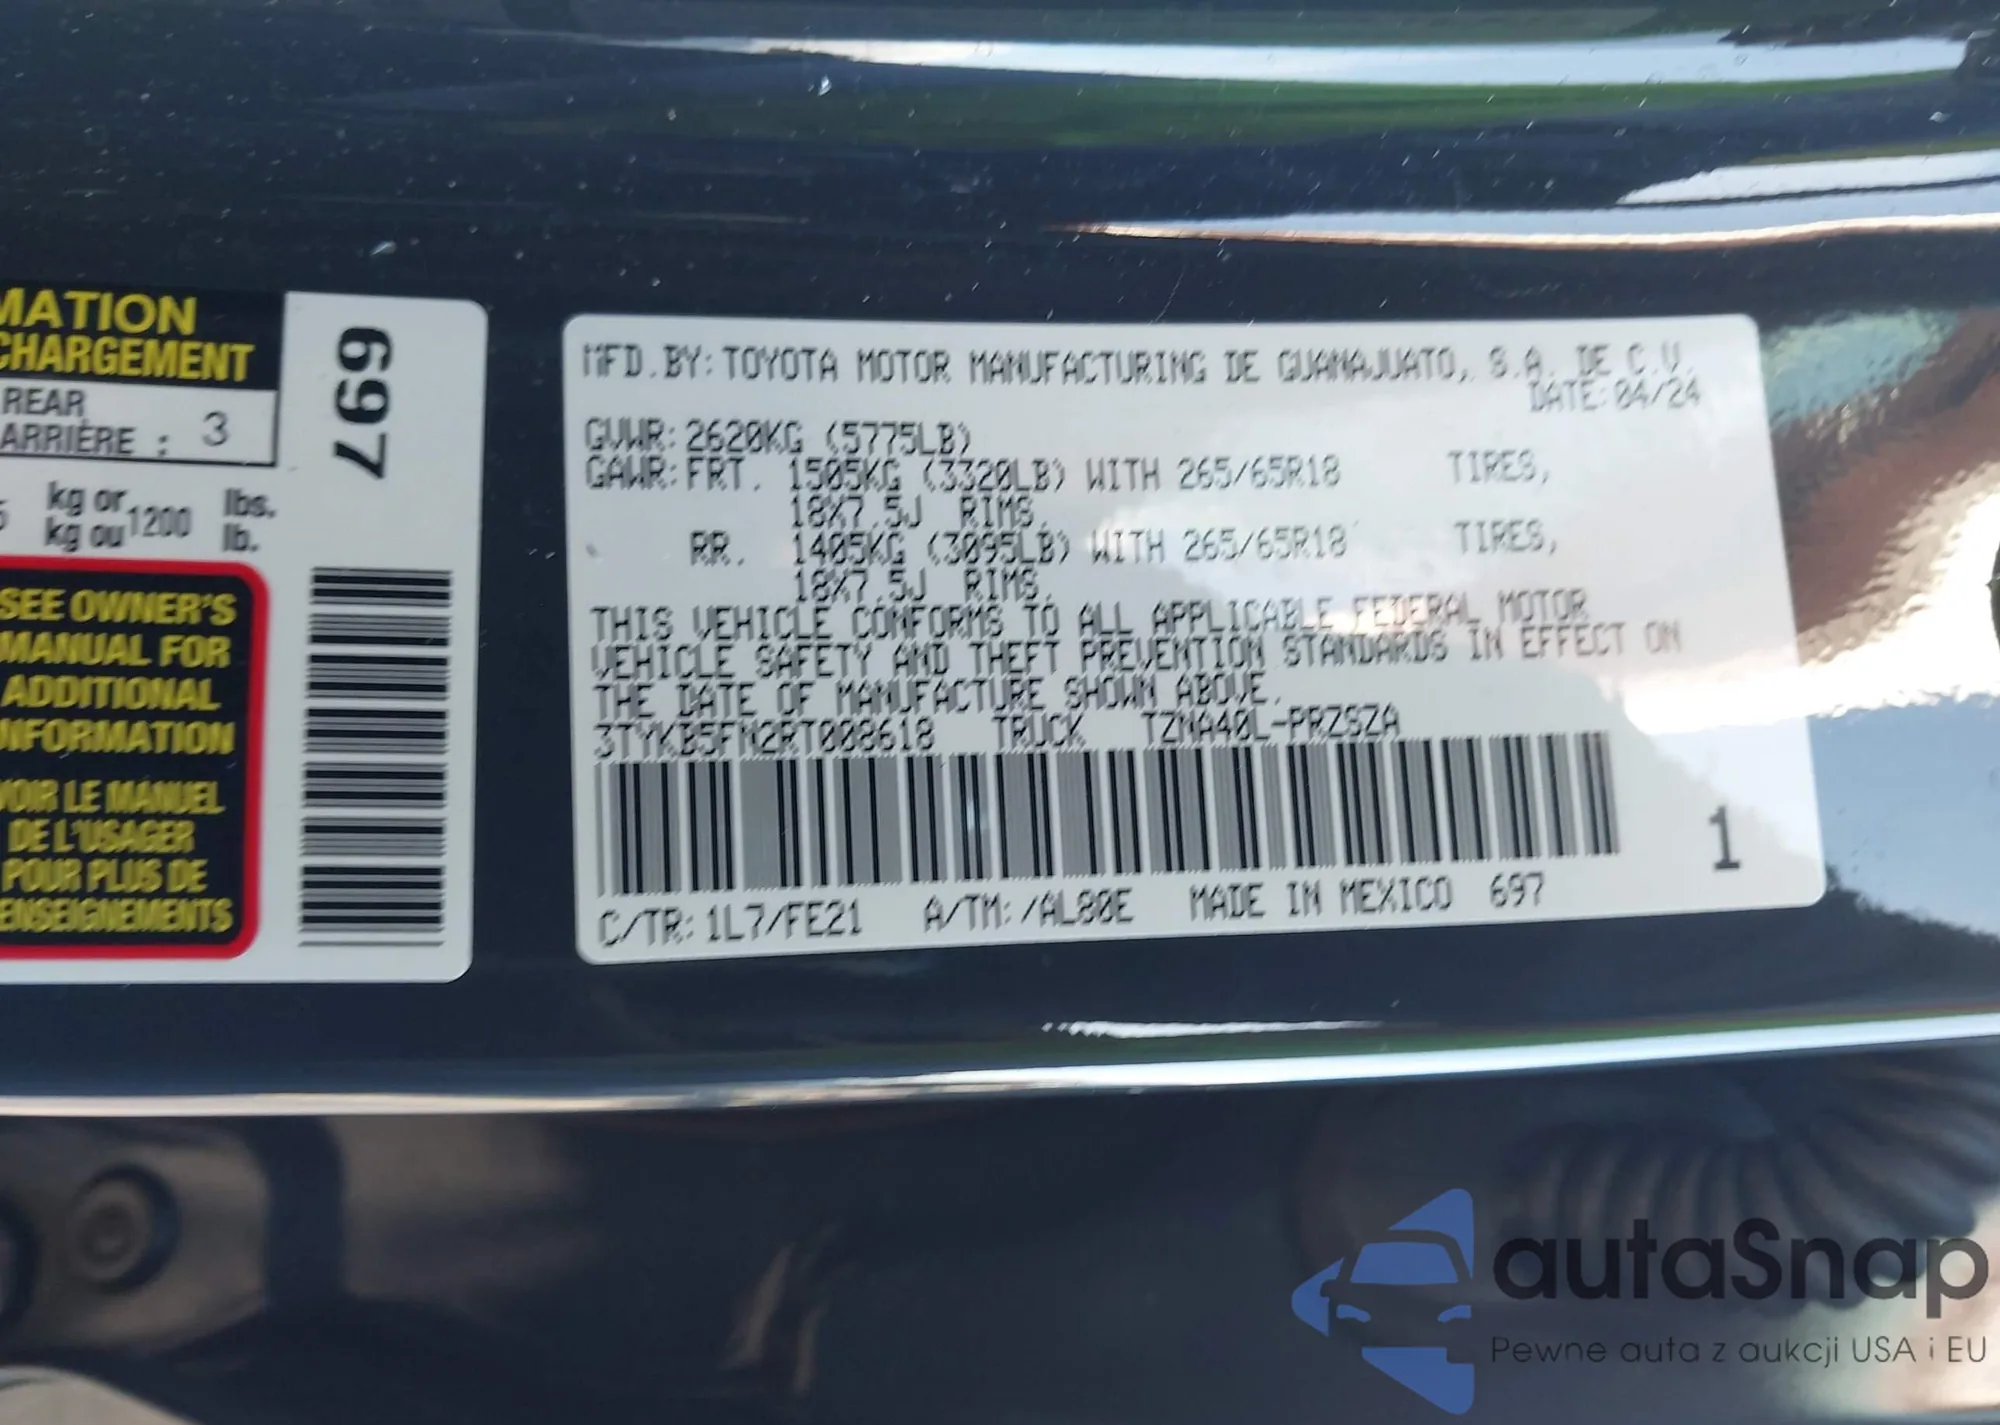 MATION
CHARGEMENT
REAR
ARRIÈRE : 3
kg or 1200 lbs.
kg ou lb.
SEE OWNER'S
MANUAL FOR
ADDITIONAL
INFORMATION
VOIR LE MANUEL
DE L'USAGER
POUR PLUS DE
ENSEIGNEMENTS
697
MFD. BY: TOYOTA MOTOR MANUFACTURING DE GUANAJUATO, S.A. DE C.V.
DATE: 04/24
GVWR: 2620KG (5775LB)
GAWR: FRT. 1505KG (3320LB) WITH 265/65R18 TIRES,
18X7.5J RIMS.
RR. 1405KG (3095LB) WITH 265/65R18 TIRES,
18X7.5J RIMS.
THIS VEHICLE CONFORMS TO ALL APPLICABLE FEDERAL MOTOR
VEHICLE SAFETY AND THEFT PREVENTION STANDARDS IN EFFECT ON
THE DATE OF MANUFACTURE SHOWN ABOVE.
3TYKB5FN2RT008618 TRUCK TZNA40L-PRZSZA
1
C/TR: 1L7/FE21 A/TM: /AL80E MADE IN MEXICO 697
autaSnap
Pewne auta z aukcji USA i EU